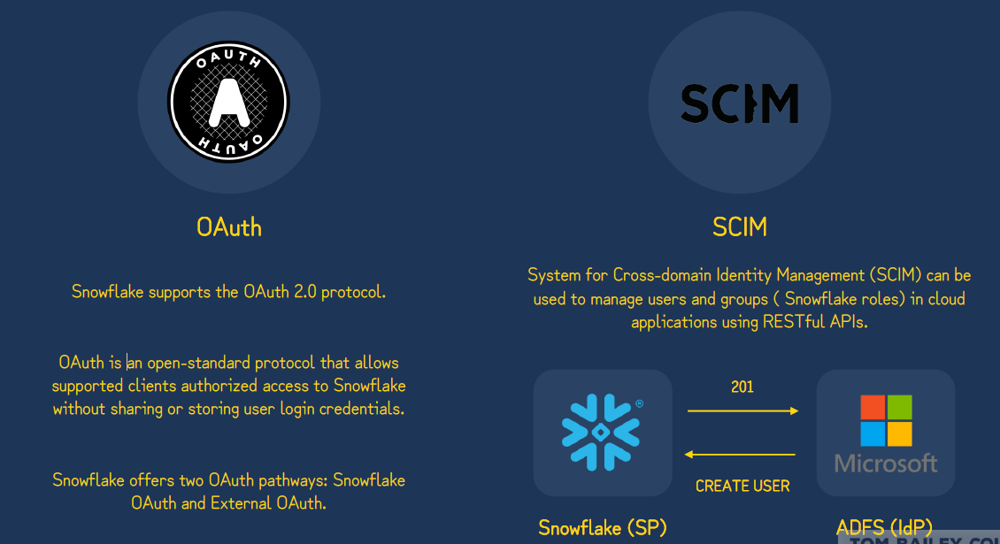 OAUTH
OAUTH
OAuth
Snowflake supports the OAuth 2.0 protocol.
OAuth is an open-standard protocol that allows
supported clients authorized access to Snowflake
without sharing or storing user login credentials.
Snowflake offers two OAuth pathways: Snowflake
OAuth and External OAuth.
SCIM
SCIM
System for Cross-domain Identity Management (SCIM) can be
used to manage users and groups ( Snowflake roles) in cloud
applications using RESTful APIs.
201
®
Microsoft
CREATE USER
Snowflake (SP)
ADFS (IdP)
TOM BAILEY COU